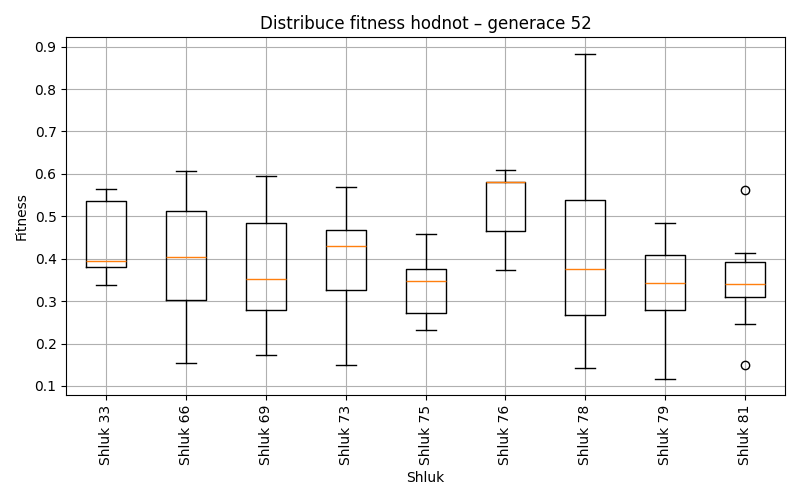 Distribuce fitness hodnot – generace 52
Fitness
0.9
0.8
0.7
0.6
0.5
0.4
0.3
0.2
0.1
Shluk 33
Shluk 66
Shluk 69
Shluk 73
Shluk 75
Shluk 76
Shluk 78
Shluk 79
Shluk 81
Shluk